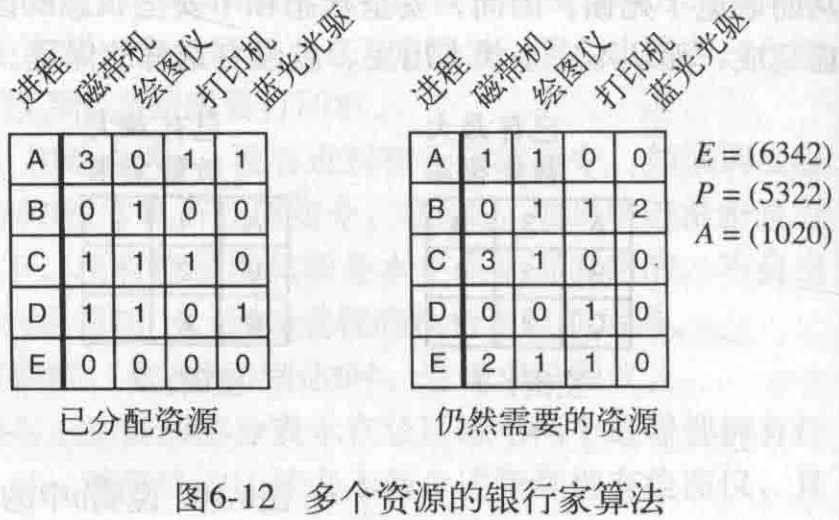 进程 磁带机 绘图仪 打印机 蓝光光驱
A 3 0 1 1
B 0 1 0 0
C 1 1 1 0
D 1 1 0 1
E 0 0 0 0
已分配资源
进程 磁带机 绘图仪 打印机 蓝光光驱
A 1 1 0 0
B 0 1 1 2
C 3 1 0 0
D 0 0 1 0
E 2 1 1 0
仍然需要的资源
E = (6342)
P = (5322)
A = (1020)
图6-12 多个资源的银行家算法